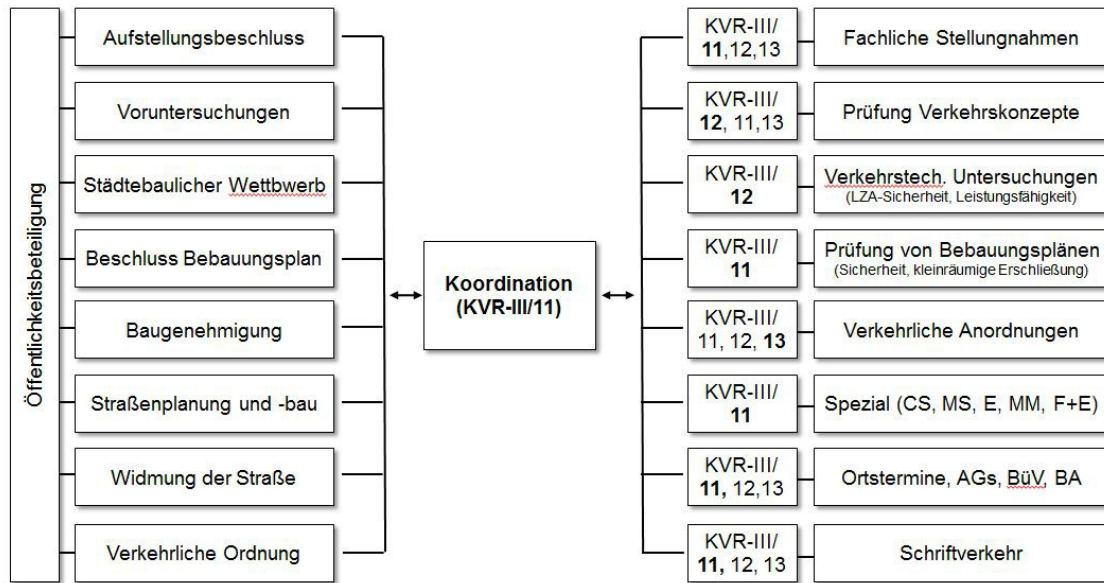 Öffentlichkeitsbeteiligung
Aufstellungsbeschluss
Voruntersuchungen
Städtebaulicher Wettbwerb
Beschluss Bebauungsplan
Baugenehmigung
Straßenplanung und -bau
Widmung der Straße
Verkehrliche Ordnung
Koordination
(KVR-III/11)
KVR-III/
11,12,13
Fachliche Stellungnahmen
KVR-III/
12, 11,13
Prüfung Verkehrskonzepte
KVR-III/
12
Verkehrstech. Untersuchungen
(LZA-Sicherheit, Leistungsfähigkeit)
KVR-III/
11
Prüfung von Bebauungsplänen
(Sicherheit, kleinräumige Erschließung)
KVR-III/
11, 12, 13
Verkehrliche Anordnungen
KVR-III/
11
Spezial (CS, MS, E, MM, F+E)
KVR-III/
11, 12,13
Ortstermine, AGs, BüV, BA
KVR-III/
11, 12, 13
Schriftverkehr